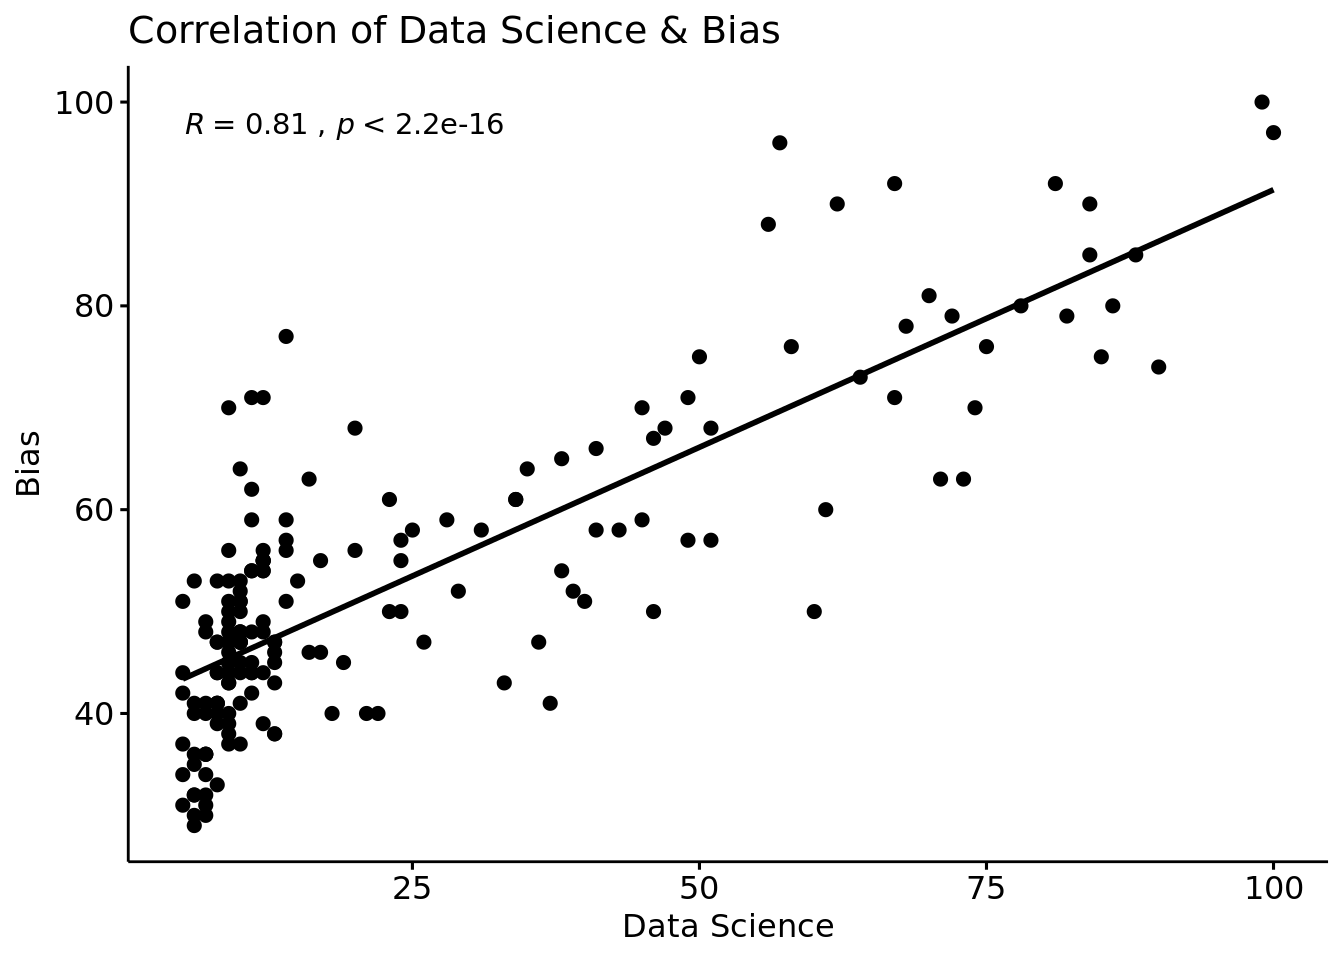 Correlation of Data Science & Bias
R = 0.81 , p < 2.2e-16
100
80
60
40
Bias
25 50 75 100
Data Science